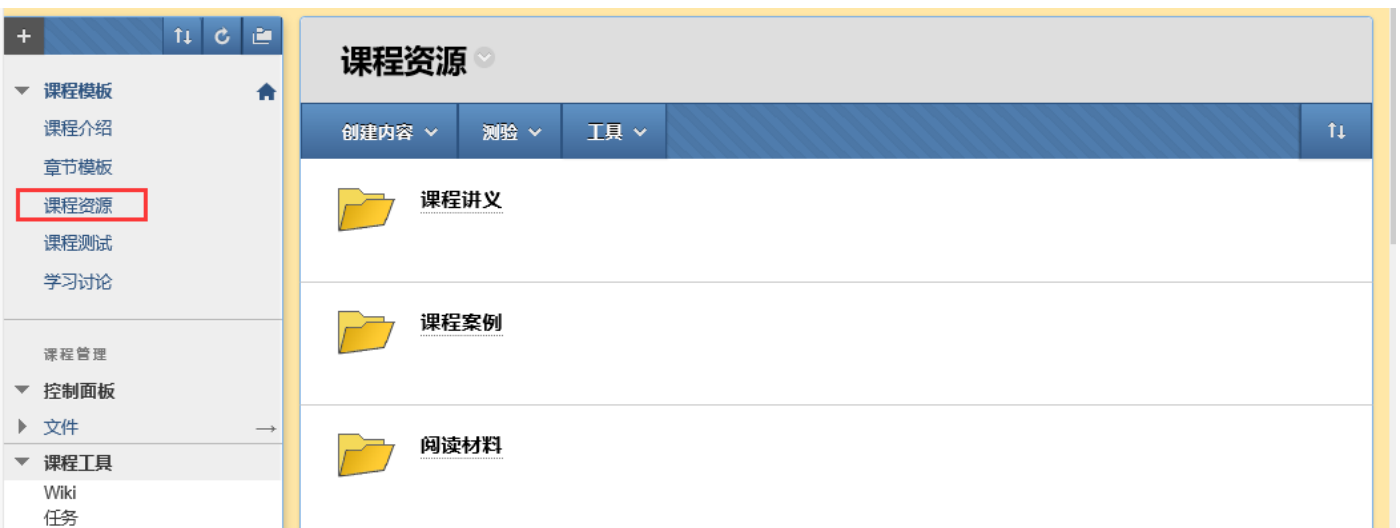 课程模板
课程介绍
章节模板
课程资源
课程测试
学习讨论
课程管理
控制面板
文件
课程工具
Wiki
任务
课程资源
创建内容 测验 工具
课程讲义
课程案例
阅读材料